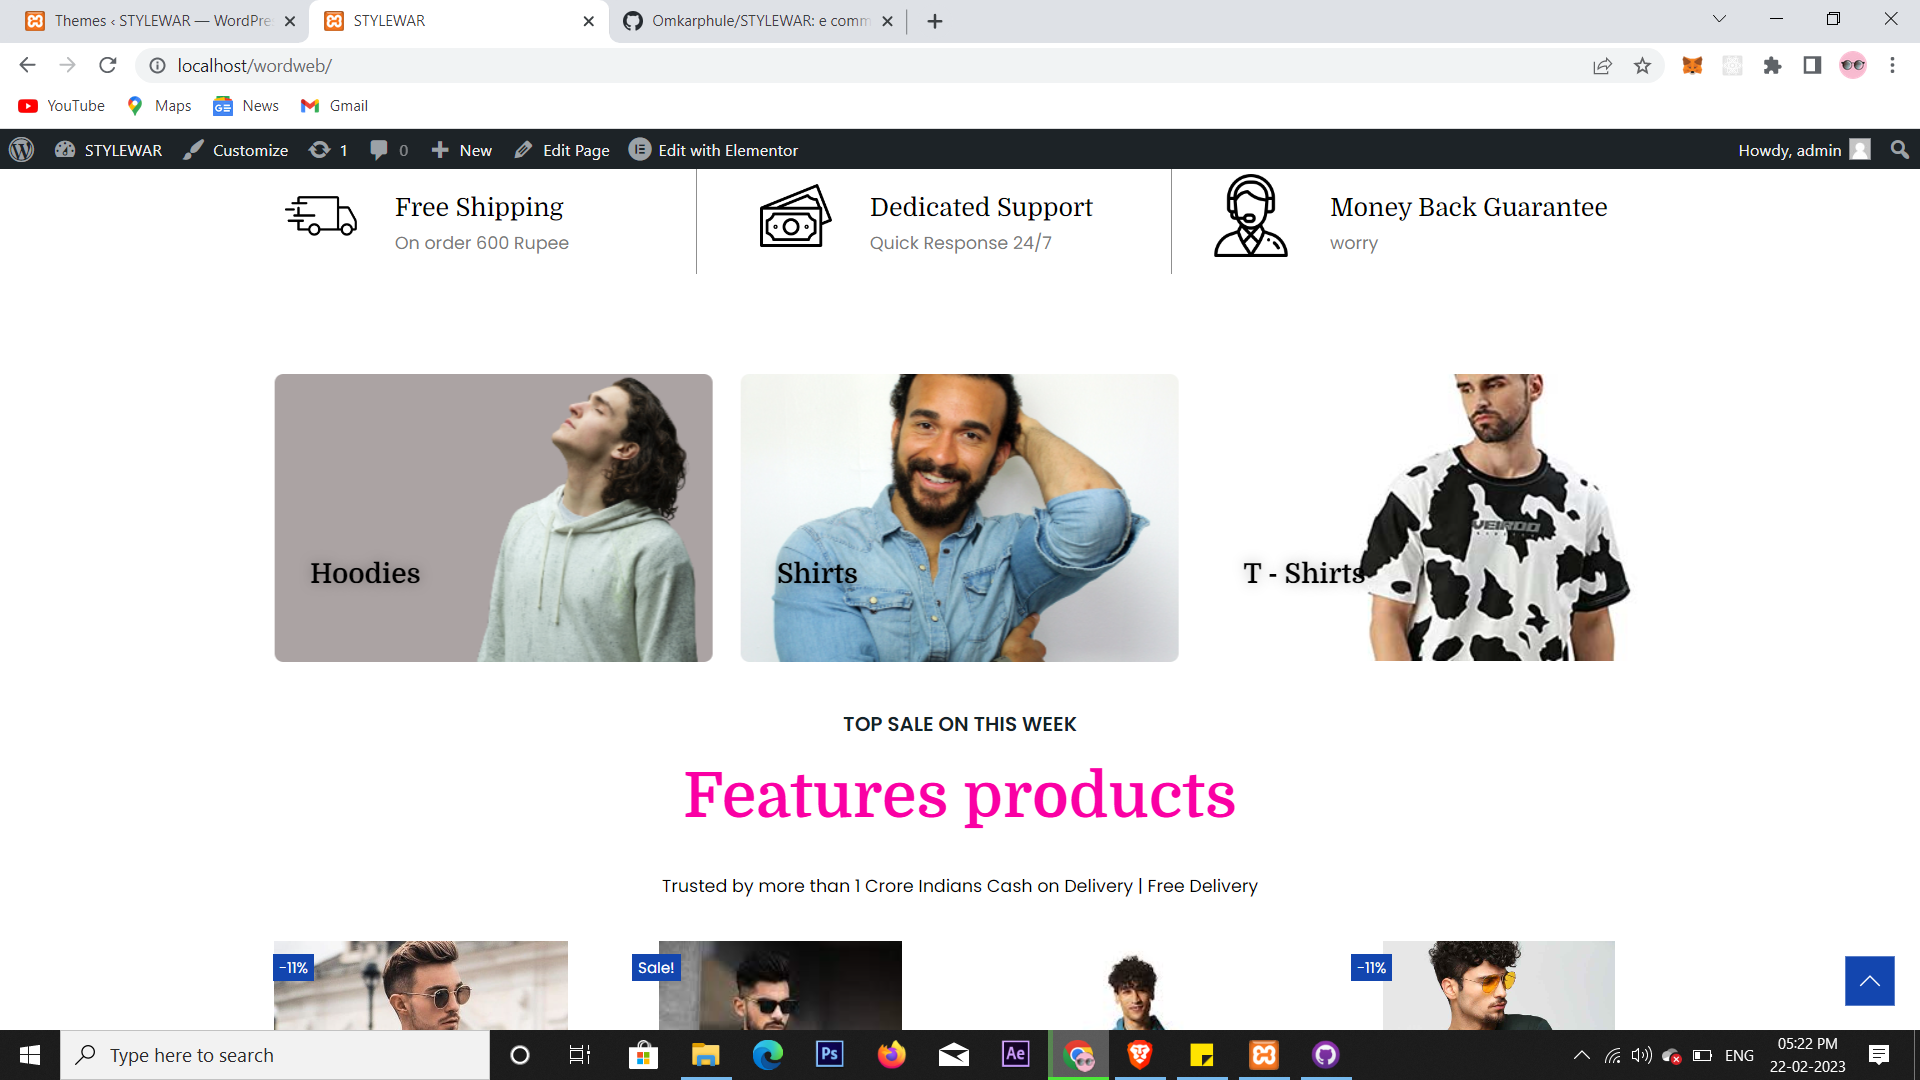 Themes ‹ STYLEWAR — WordPre
STYLEWAR
Omkarphule/STYLEWAR: e comm
localhost/wordweb/
YouTube
Maps
News
Gmail
STYLEWAR
Customize
1
0
New
Edit Page
Edit with Elementor
Howdy, admin
Free Shipping
On order 600 Rupee
Dedicated Support
Quick Response 24/7
Money Back Guarantee
worry
Hoodies
Shirts
T - Shirts
VEIRDO
TOP SALE ON THIS WEEK
Features products
Trusted by more than 1 Crore Indians Cash on Delivery | Free Delivery
-11%
Sale!
-11%
Type here to search
Ps
Ae
ENG
05:22 PM
22-02-2023